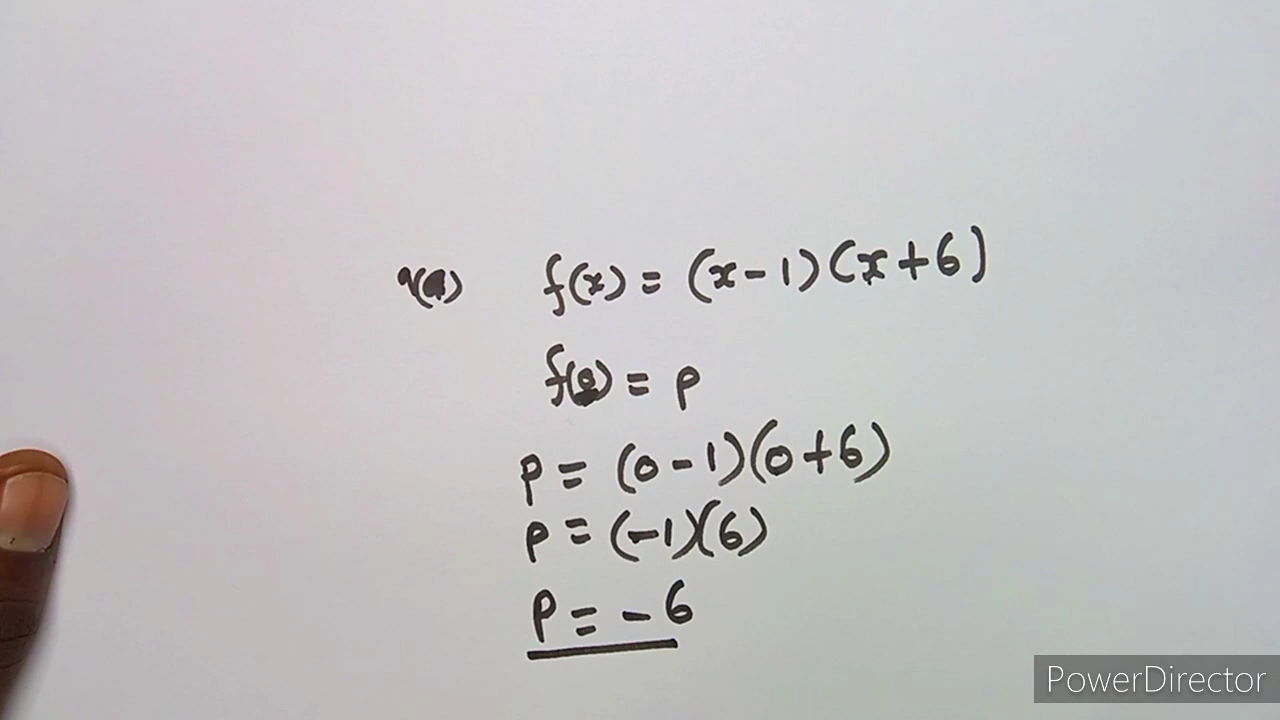 f(x) = (x-1)(x+6)
f(0) = p
p = (0-1)(0+6)
p = (-1)(6)
p = -6
PowerDirector